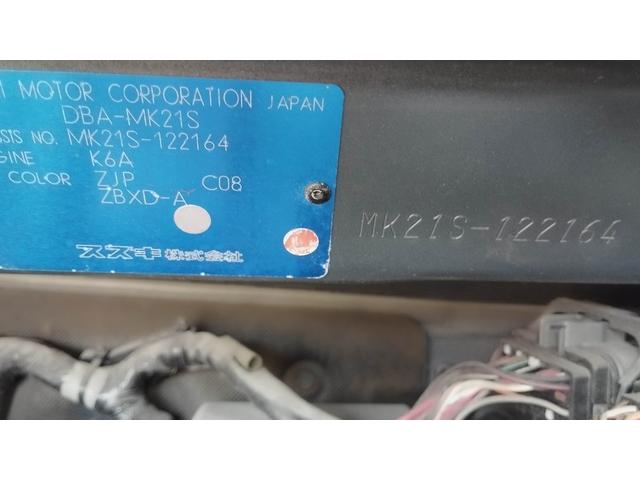 MOTOR CORPORATION JAPAN
DBA-MK21S
NO. MK21S-122164
K6A
COLOR ZJP C08
ZBXD-A
スズキ株式会社
MK21S-122164